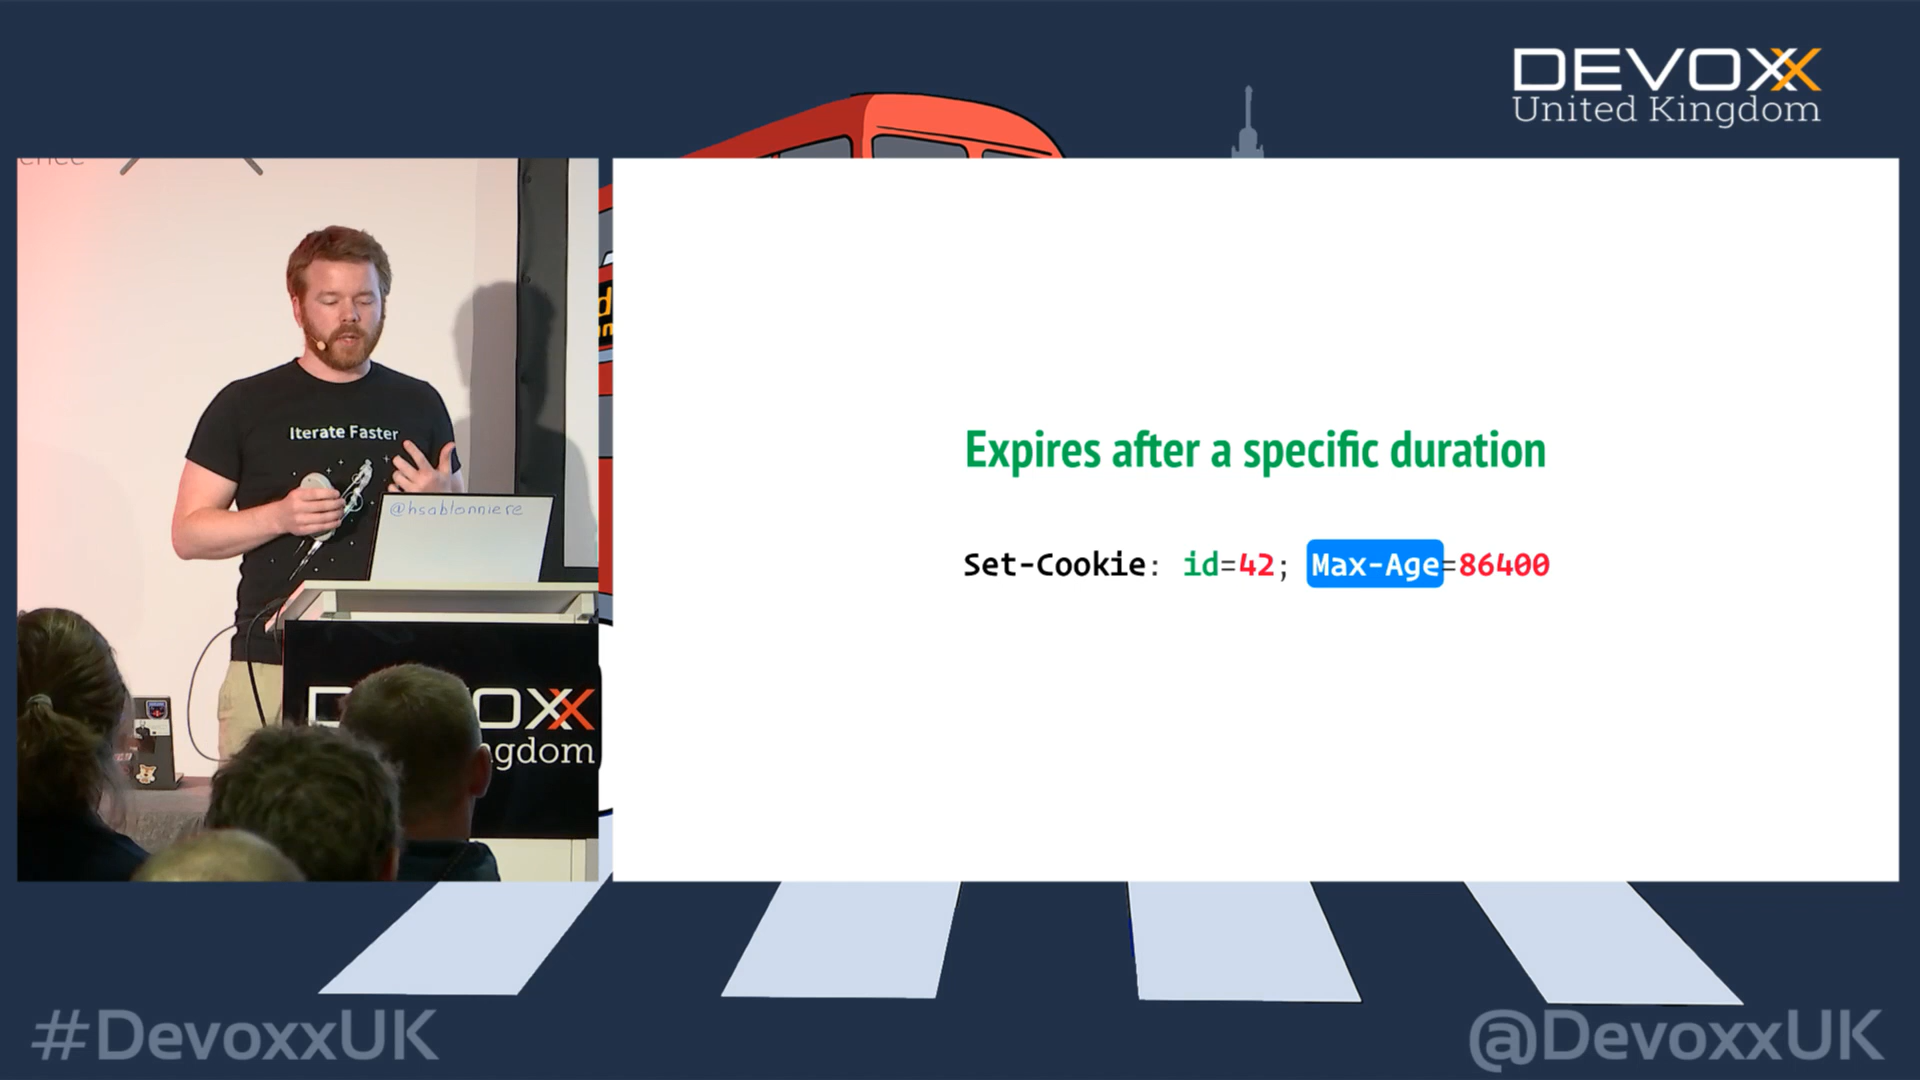 DEVOXX
United Kingdom
Iterate Faster
@hsablonniere
Expires after a specific duration
Set-Cookie: id=42; Max-Age=86400
#DevoxxUK
@DevoxxUK